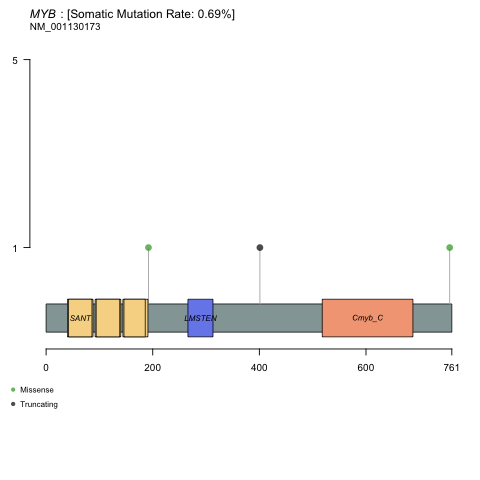 MYB : [Somatic Mutation Rate: 0.69%]
NM_001130173
5
1
SANT
LMSTEN
Cmyb_C
0 200 400 600 761
Missense
Truncating